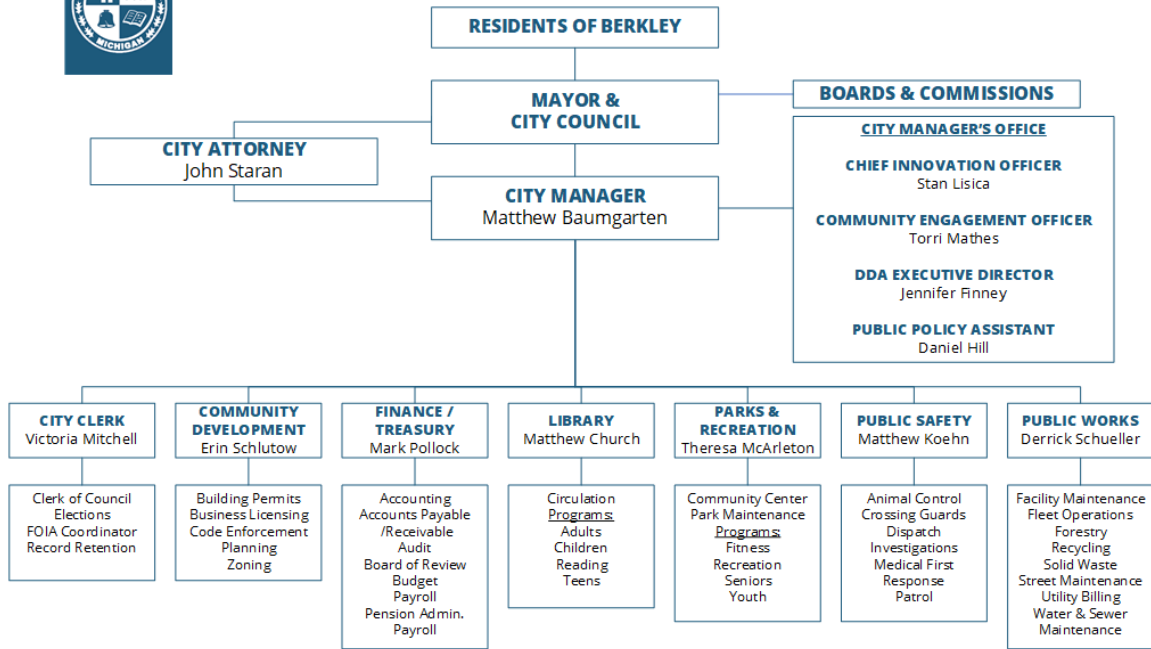 MICHIGAN
RESIDENTS OF BERKLEY
MAYOR &
CITY COUNCIL
BOARDS & COMMISSIONS
CITY ATTORNEY
John Staran
CITY MANAGER
Matthew Baumgarten
CITY MANAGER'S OFFICE
CHIEF INNOVATION OFFICER
Stan Lisica
COMMUNITY ENGAGEMENT OFFICER
Torri Mathes
DDA EXECUTIVE DIRECTOR
Jennifer Finney
PUBLIC POLICY ASSISTANT
Daniel Hill
CITY CLERK
Victoria Mitchell
Clerk of Council
Elections
FOIA Coordinator
Record Retention
COMMUNITY
DEVELOPMENT
Erin Schlutow
Building Permits
Business Licensing
Code Enforcement
Planning
Zoning
FINANCE /
TREASURY
Mark Pollock
Accounting
Accounts Payable
/Receivable
Audit
Board of Review
Budget
Payroll
Pension Admin.
Payroll
LIBRARY
Matthew Church
Circulation
Programs:
Adults
Children
Reading
Teens
PARKS &
RECREATION
Theresa McArleton
Community Center
Park Maintenance
Programs:
Fitness
Recreation
Seniors
Youth
PUBLIC SAFETY
Matthew Koehn
Animal Control
Crossing Guards
Dispatch
Investigations
Medical First
Response
Patrol
PUBLIC WORKS
Derrick Schueller
Facility Maintenance
Fleet Operations
Forestry
Recycling
Solid Waste
Street Maintenance
Utility Billing
Water & Sewer
Maintenance